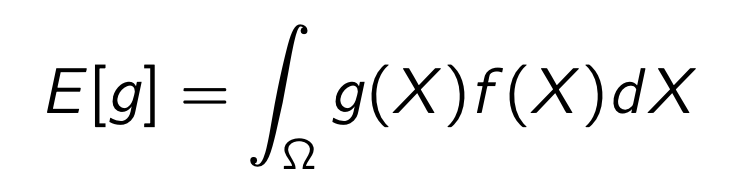 E[g] = ∫_Ω g(X)f(X)dX